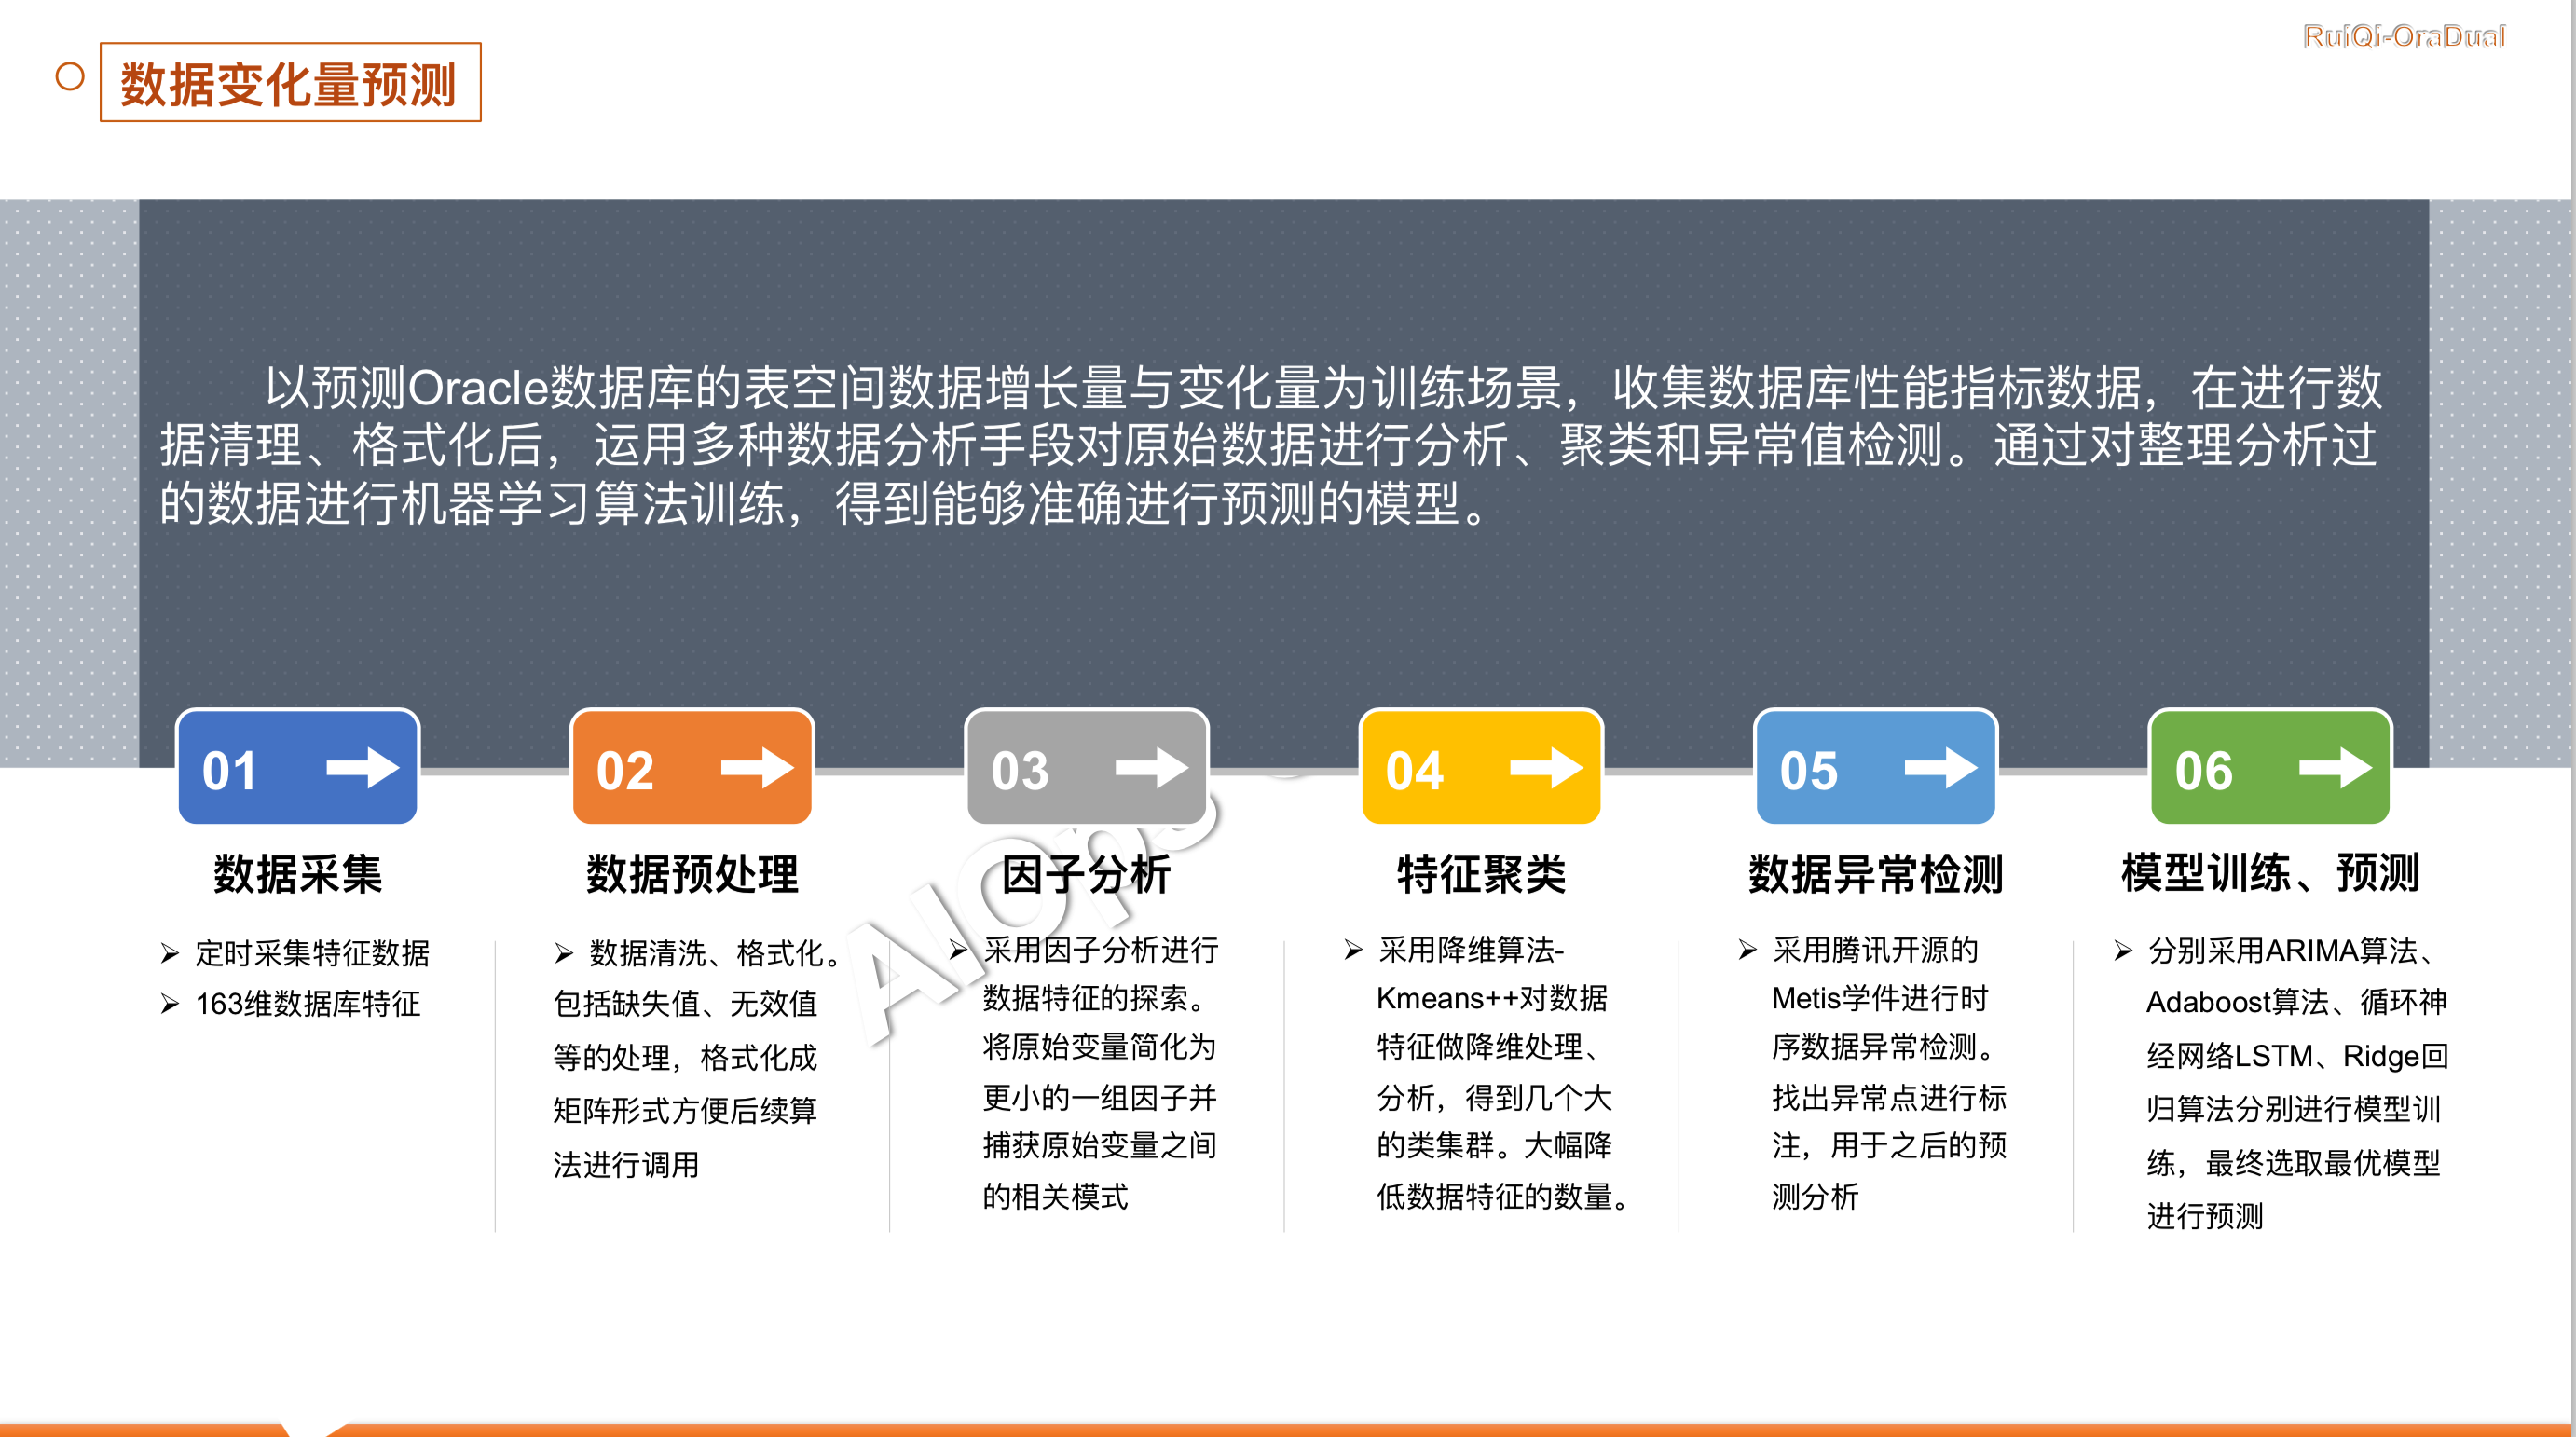 RuiQi-OraDual
数据变化量预测
以预测Oracle数据库的表空间数据增长量与变化量为训练场景，收集数据库性能指标数据，在进行数
据清理、格式化后，运用多种数据分析手段对原始数据进行分析、聚类和异常值检测。通过对整理分析过
的数据进行机器学习算法训练，得到能够准确进行预测的模型。
01
数据采集
定时采集特征数据
163维数据库特征
02
数据预处理
数据清洗、格式化。
包括缺失值、无效值
等的处理，格式化成
矩阵形式方便后续算
法进行调用
03
因子分析
采用因子分析进行
数据特征的探索。
将原始变量简化为
更小的一组因子并
捕获原始变量之间
的相关模式
04
特征聚类
采用降维算法-
Kmeans++对数据
特征做降维处理、
分析，得到几个大
的类集群。大幅降
低数据特征的数量。
05
数据异常检测
采用腾讯开源的
Metis学件进行时
序数据异常检测。
找出异常点进行标
注，用于之后的预
测分析
06
模型训练、预测
分别采用ARIMA算法、
Adaboost算法、循环神
经网络LSTM、Ridge回
归算法分别进行模型训
练，最终选取最优模型
进行预测
AIOps